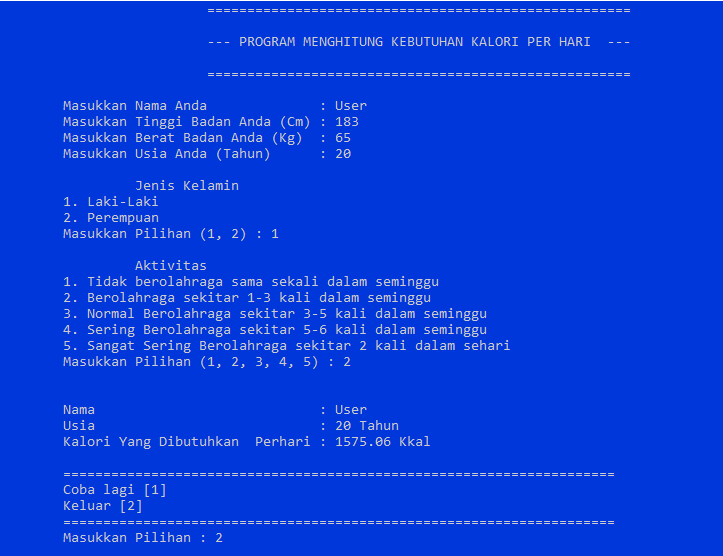 =====================================================
--- PROGRAM MENGHITUNG KEBUTUHAN KALORI PER HARI  ---
=====================================================
Masukkan Nama Anda              : User
Masukkan Tinggi Badan Anda (Cm) : 183
Masukkan Berat Badan Anda (Kg)  : 65
Masukkan Usia Anda (Tahun)      : 20
Jenis Kelamin
1. Laki-Laki
2. Perempuan
Masukkan Pilihan (1, 2) : 1
Aktivitas
1. Tidak berolahraga sama sekali dalam seminggu
2. Berolahraga sekitar 1-3 kali dalam seminggu
3. Normal Berolahraga sekitar 3-5 kali dalam seminggu
4. Sering Berolahraga sekitar 5-6 kali dalam seminggu
5. Sangat Sering Berolahraga sekitar 2 kali dalam sehari
Masukkan Pilihan (1, 2, 3, 4, 5) : 2
Nama                            : User
Usia                            : 20 Tahun
Kalori Yang Dibutuhkan  Perhari : 1575.06 Kkal
=====================================================================
Coba lagi [1]
Keluar [2]
=====================================================================
Masukkan Pilihan : 2